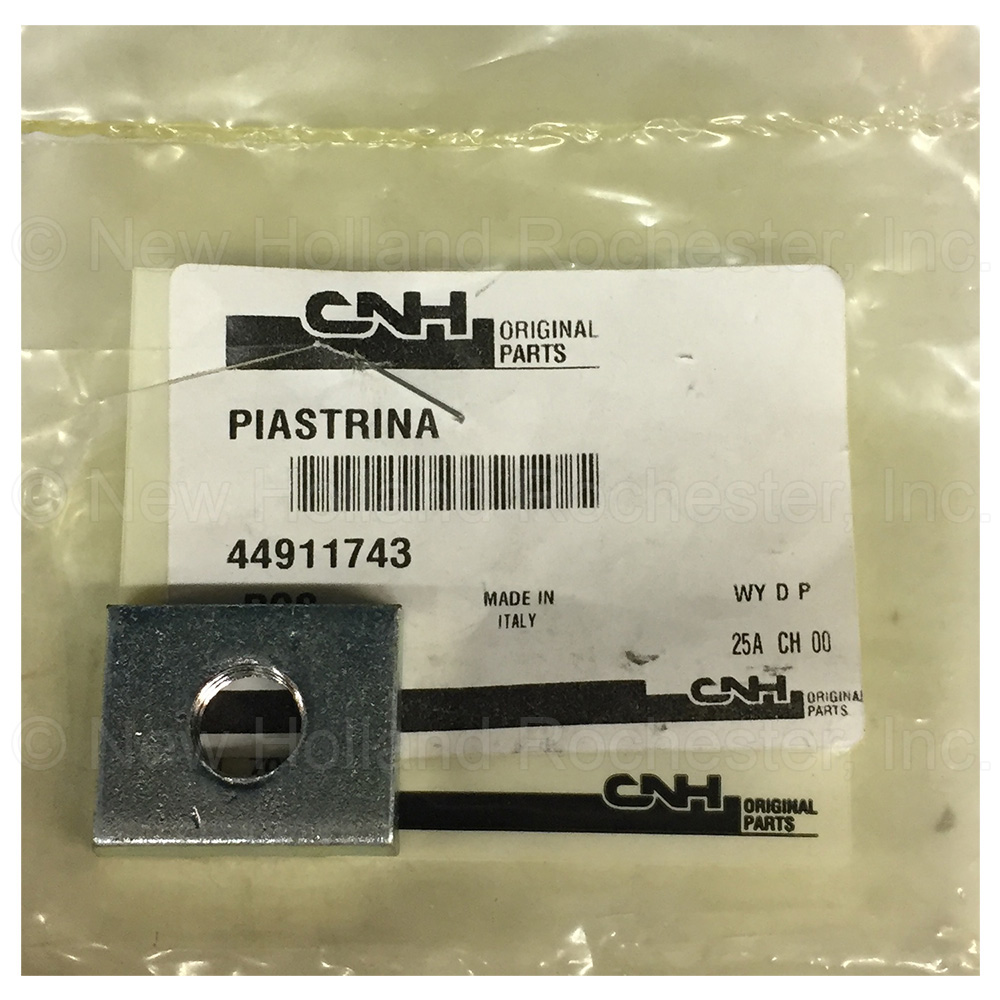 © New Holland Rochester, Inc.
CNH ORIGINAL
PARTS
PIASTRINA
© New Holland Rochester, Inc.
44911743
MADE IN
ITALY
WY D P
25A CH 00
CNH ORIGINAL
PARTS
© New Holland Rochester, Inc.
CNH ORIGINAL
PARTS